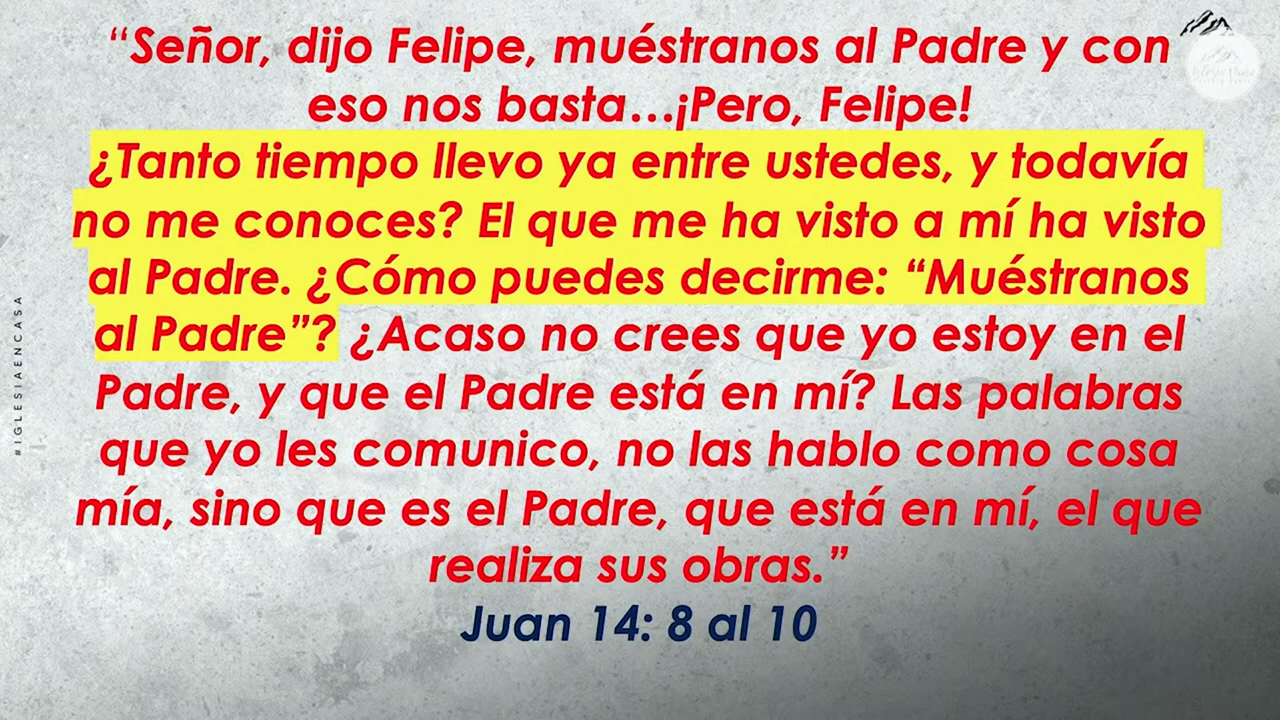 “Señor, dijo Felipe, muéstranos al Padre y con
eso nos basta...¡Pero, Felipe!
¿Tanto tiempo llevo ya entre ustedes, y todavía
no me conoces? El que me ha visto a mí ha visto
al Padre. ¿Cómo puedes decirme: “Muéstranos
al Padre”? ¿Acaso no crees que yo estoy en el
Padre, y que el Padre está en mí? Las palabras
que yo les comunico, no las hablo como cosa
mía, sino que es el Padre, que está en mí, el que
realiza sus obras.”
Juan 14: 8 al 10
#IGLESIAENCASA